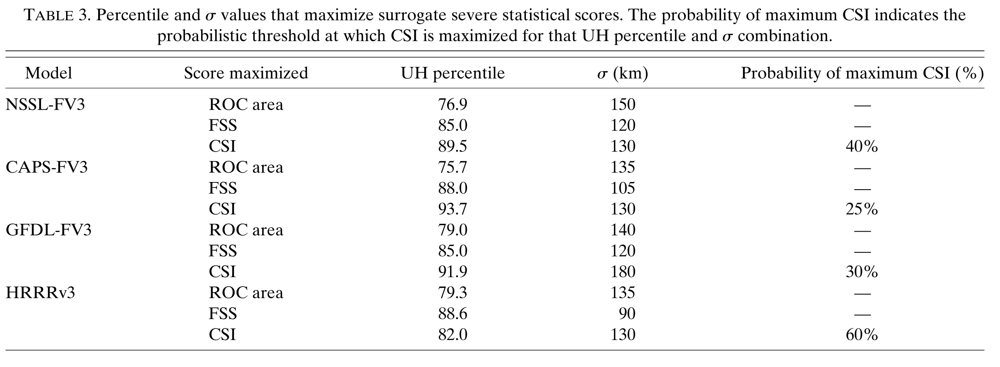 TABLE 3. Percentile and σ values that maximize surrogate severe statistical scores. The probability of maximum CSI indicates the
probabilistic threshold at which CSI is maximized for that UH percentile and σ combination.
Model Score maximized UH percentile σ (km) Probability of maximum CSI (%)
NSSL-FV3 ROC area 76.9 150 —
FSS 85.0 120 —
CSI 89.5 130 40%
CAPS-FV3 ROC area 75.7 135 —
FSS 88.0 105 —
CSI 93.7 130 25%
GFDL-FV3 ROC area 79.0 140 —
FSS 85.0 120 —
CSI 91.9 180 30%
HRRRv3 ROC area 79.3 135 —
FSS 88.6 90 —
CSI 82.0 130 60%